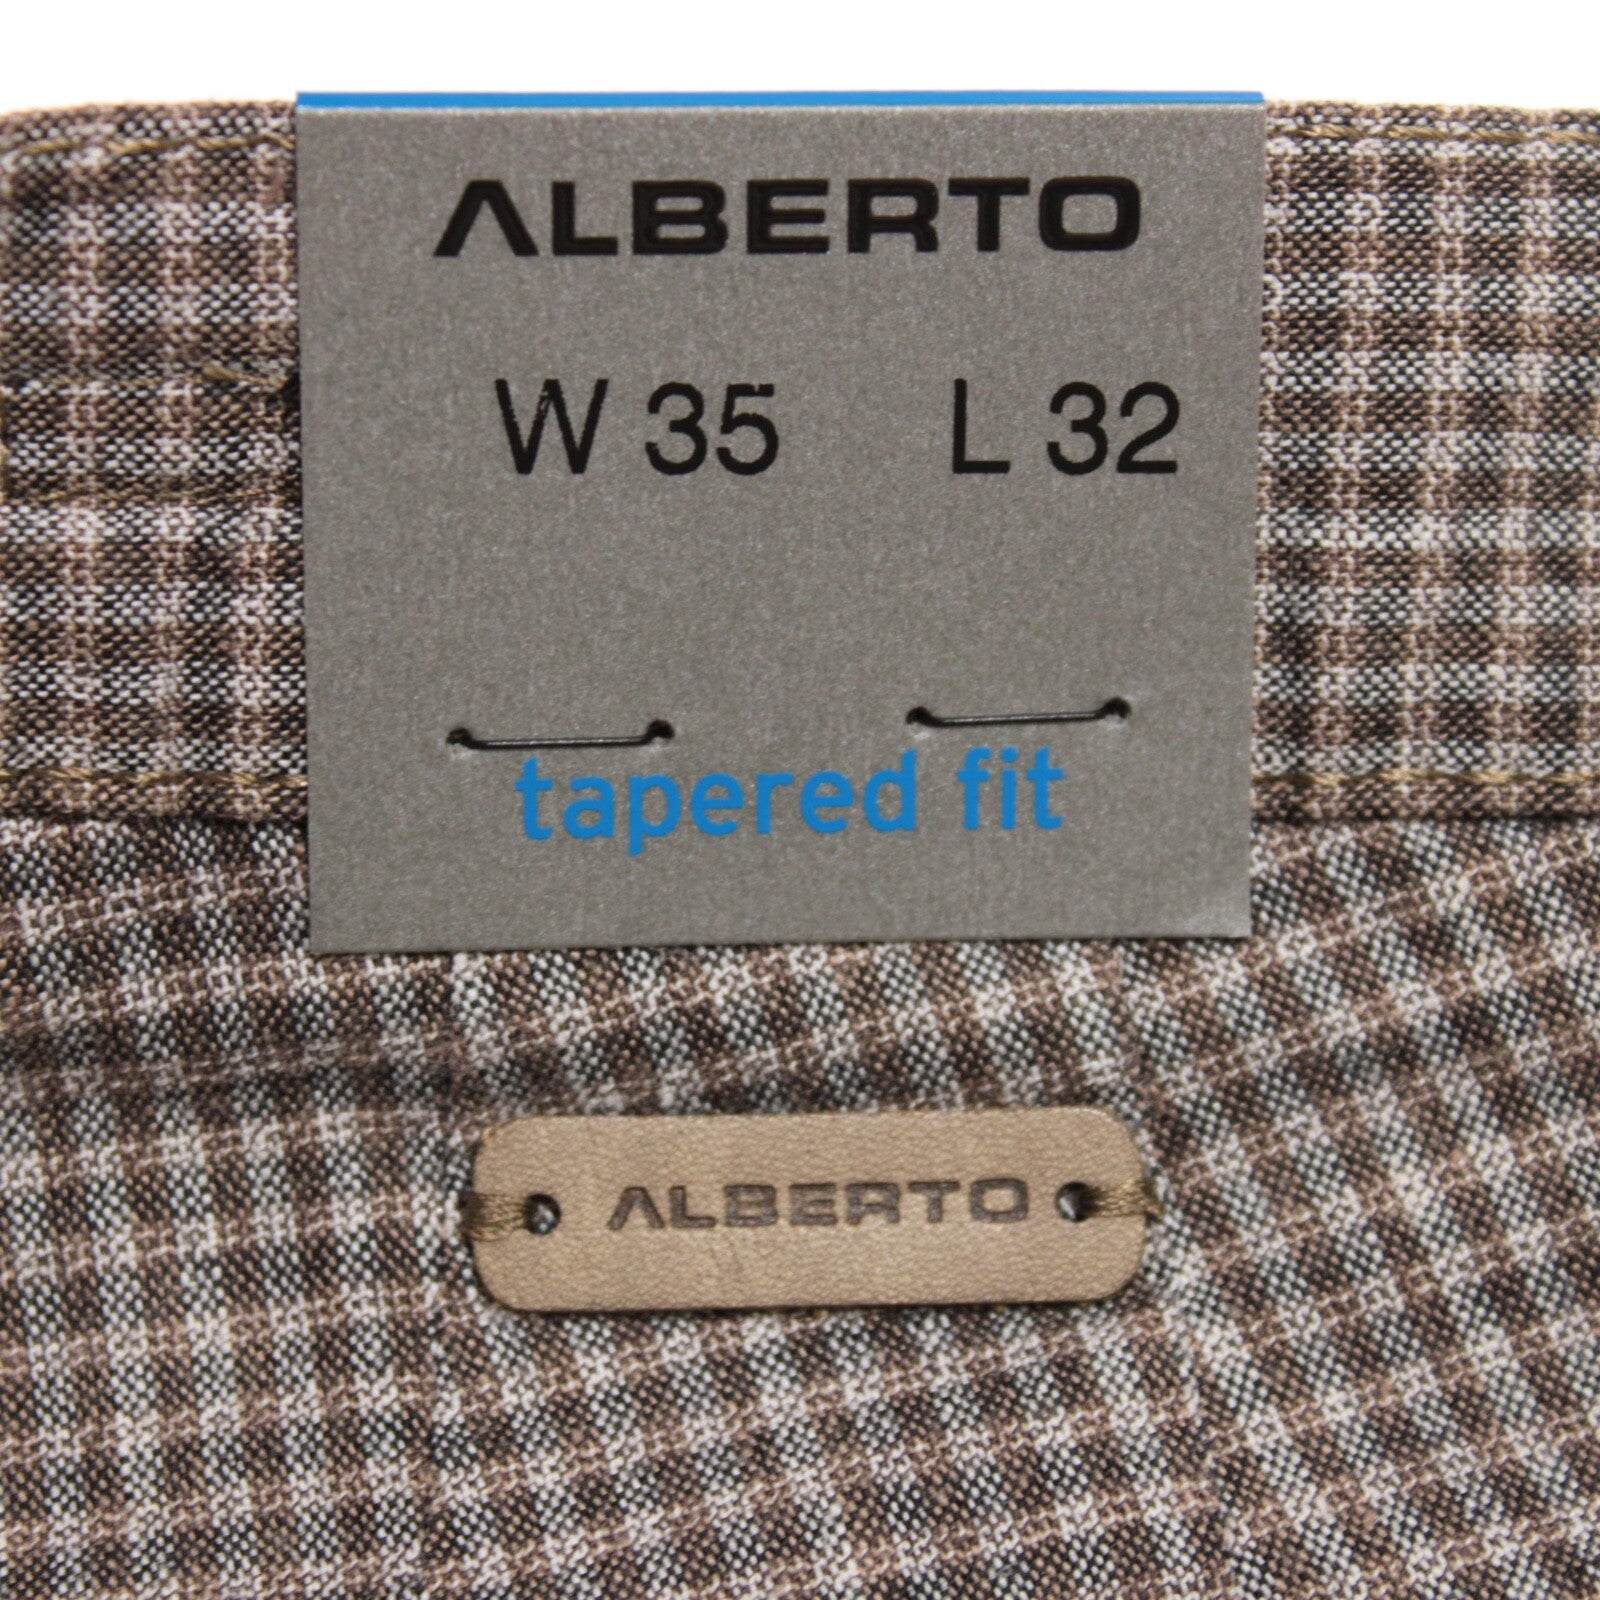 ALBERTO
W 35 L 32
tapered fit
ALBERTO